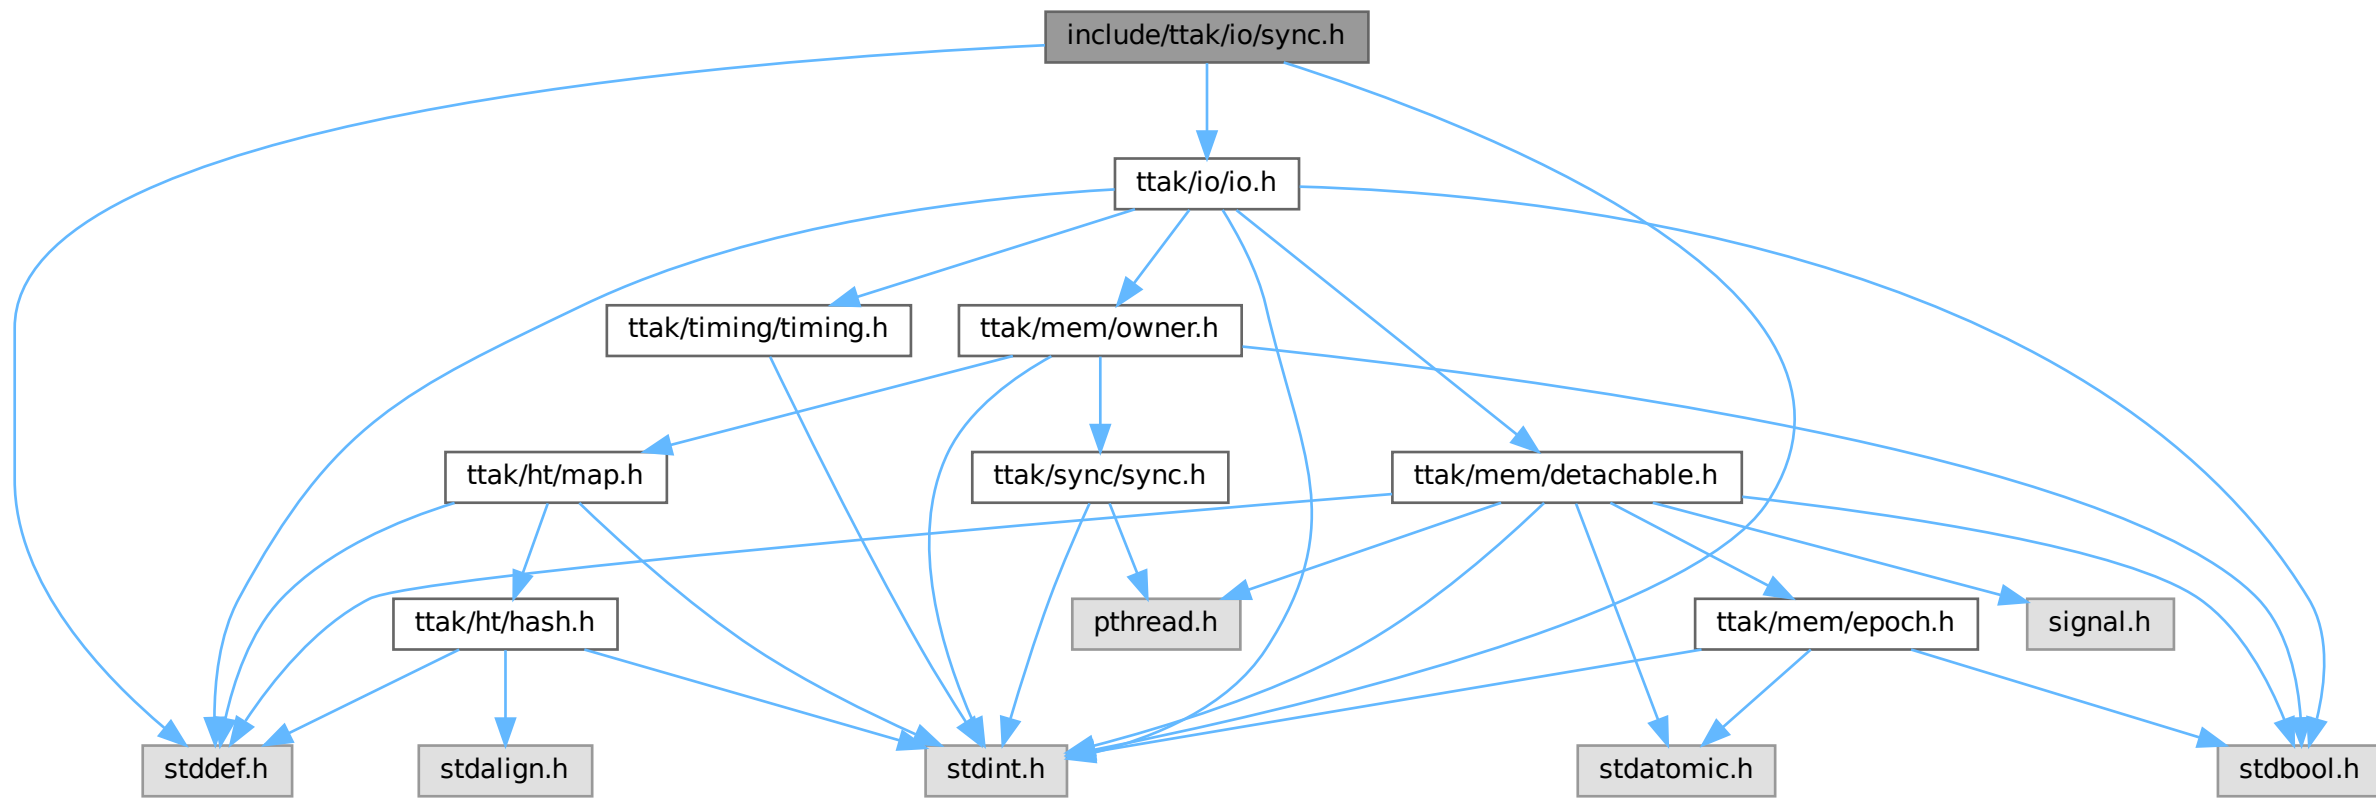 include/ttak/io/sync.h
ttak/io/io.h
ttak/timing/timing.h
ttak/mem/owner.h
ttak/ht/map.h
ttak/sync/sync.h
ttak/mem/detachable.h
ttak/ht/hash.h
pthread.h
ttak/mem/epoch.h
signal.h
stddef.h
stdalign.h
stdint.h
stdatomic.h
stdbool.h